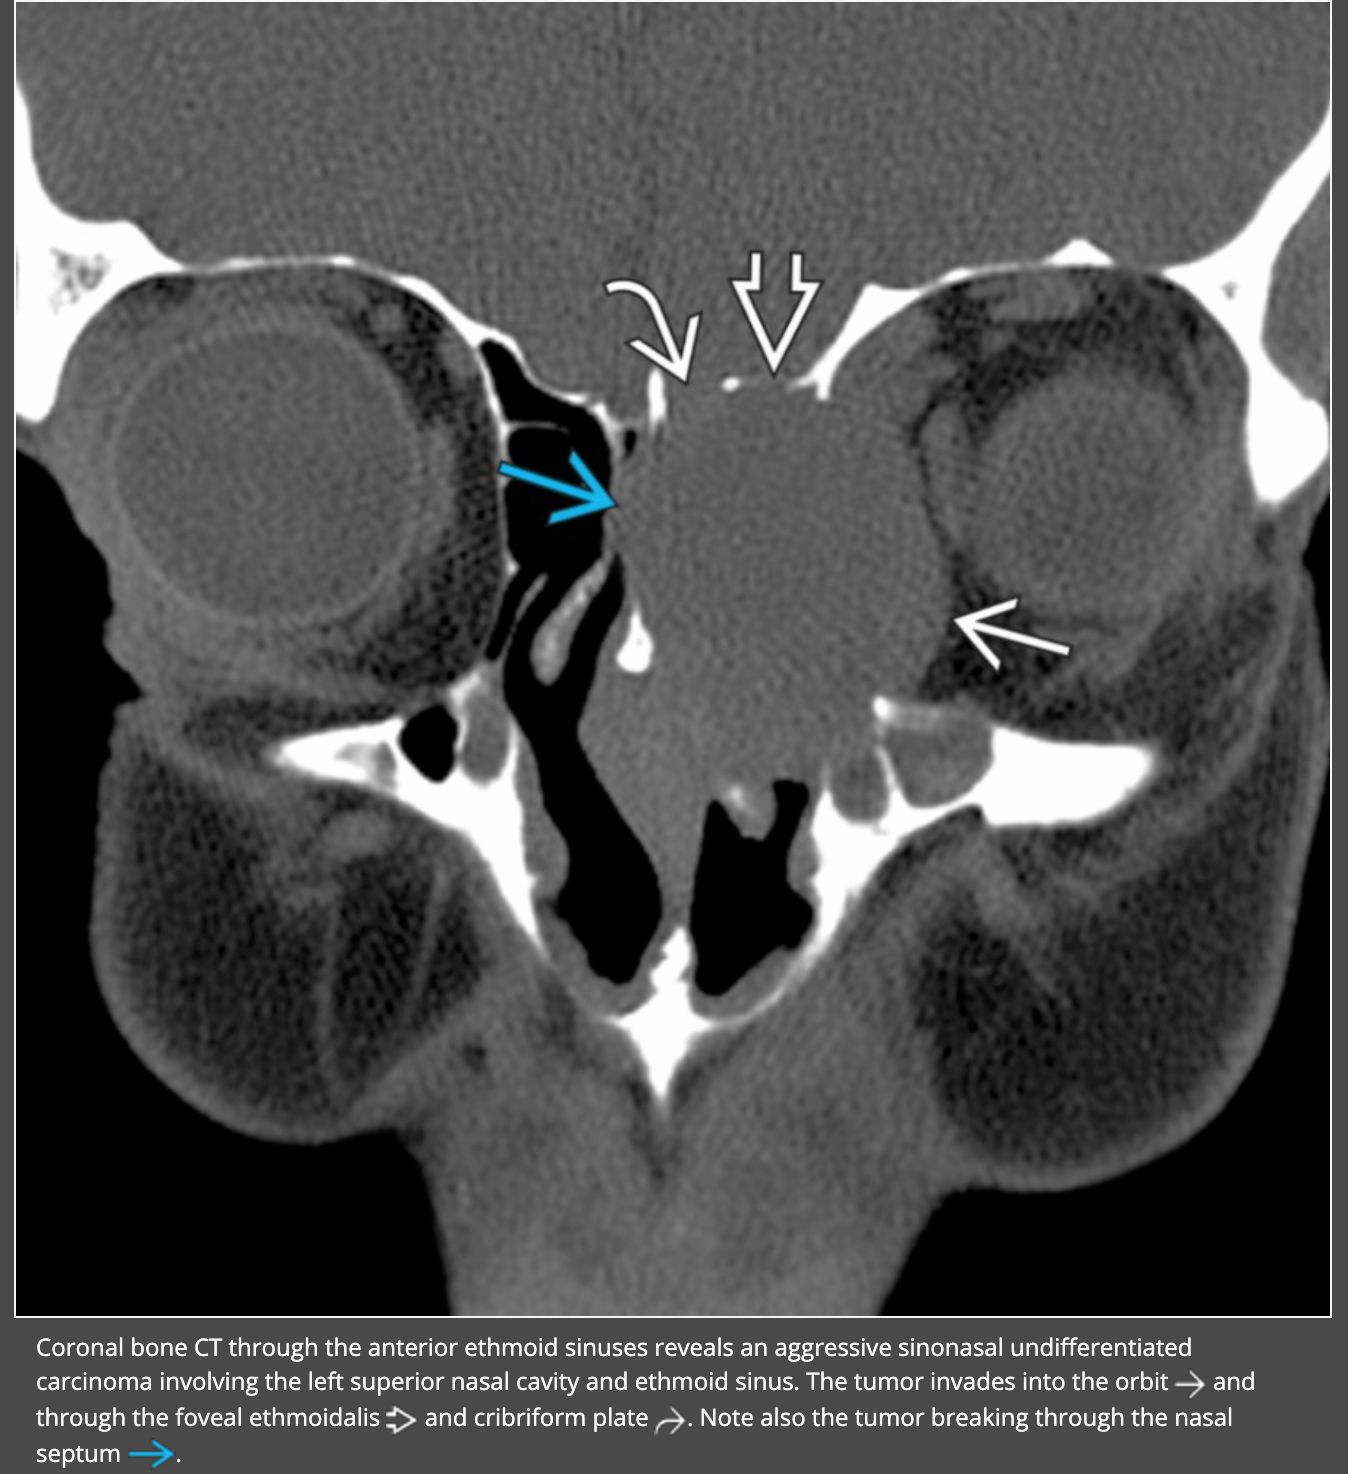 Coronal bone CT through the anterior ethmoid sinuses reveals an aggressive sinonasal undifferentiated
carcinoma involving the left superior nasal cavity and ethmoid sinus. The tumor invades into the orbit → and
through the foveal ethmoidalis and cribriform plate. Note also the tumor breaking through the nasal
septum →.